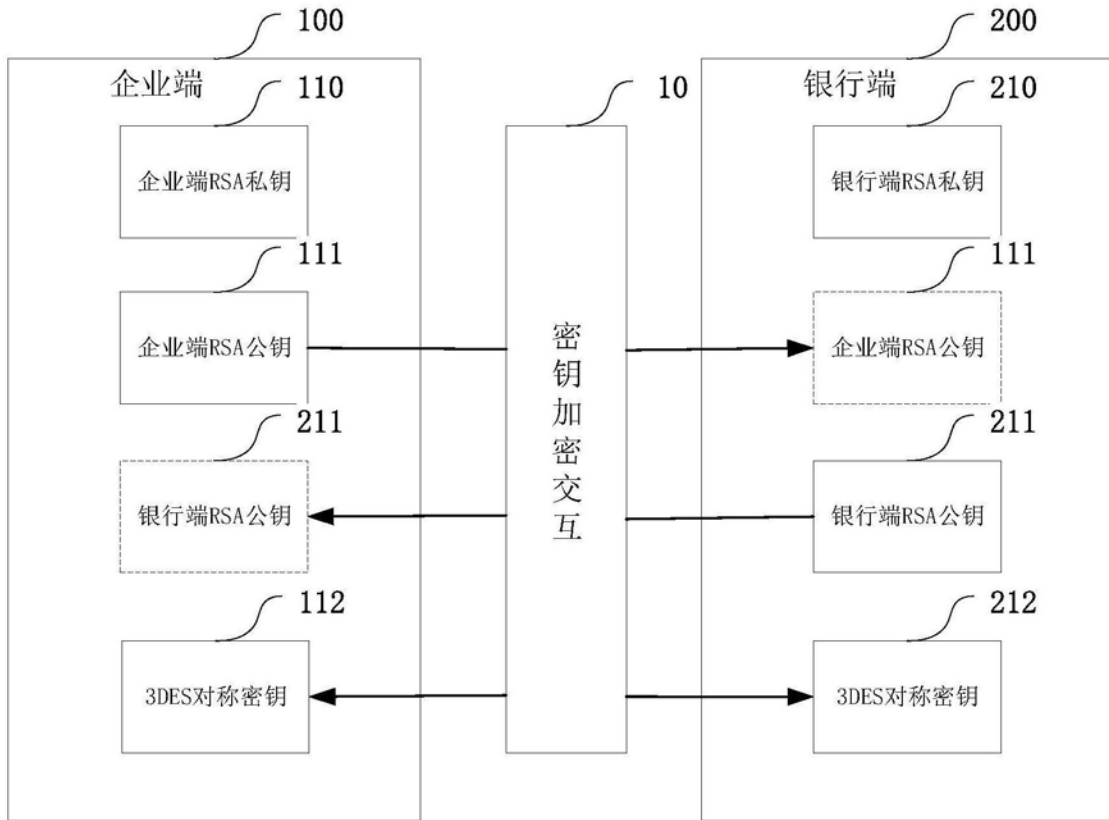 100
200
企业端
银行端
110
10
210
企业端RSA私钥
银行端RSA私钥
111
111
企业端RSA公钥
企业端RSA公钥
密钥加密交互
211
211
银行端RSA公钥
银行端RSA公钥
112
212
3DES对称密钥
3DES对称密钥